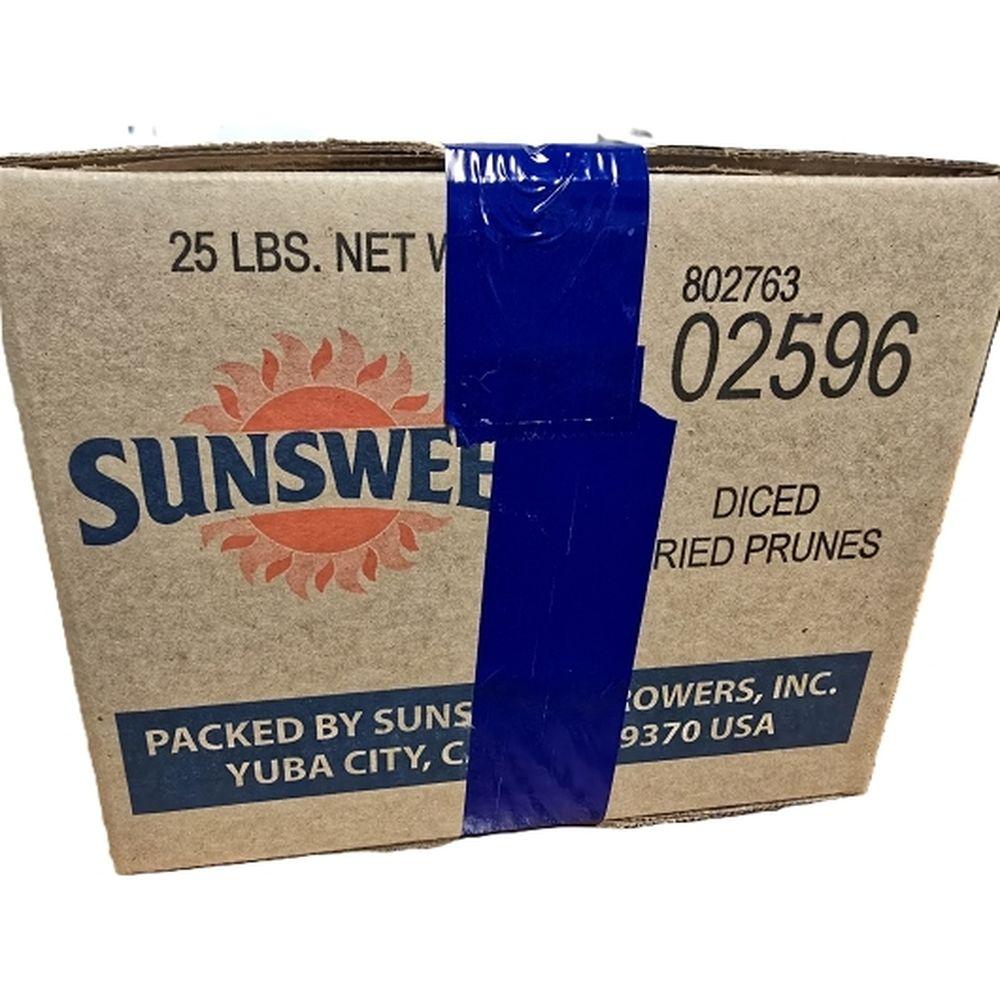 25 LBS. NET W
802763
02596
SUNSWEE
DICED
RIED PRUNES
PACKED BY SUNS ROWERS, INC.
YUBA CITY, C 9370 USA